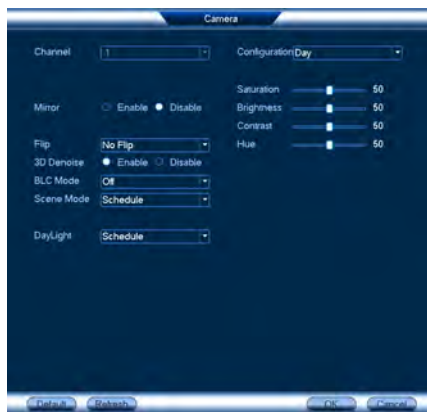 Camera
Channel 1 Configuration Day
Saturation 50
Mirror Enable Disable Brightness 50
Contrast 50
Flip No Flip Hue 50
3D Denoise Enable Disable
BLC Mode Off
Scene Mode Schedule
DayLight Schedule
Default Refresh OK Cancel